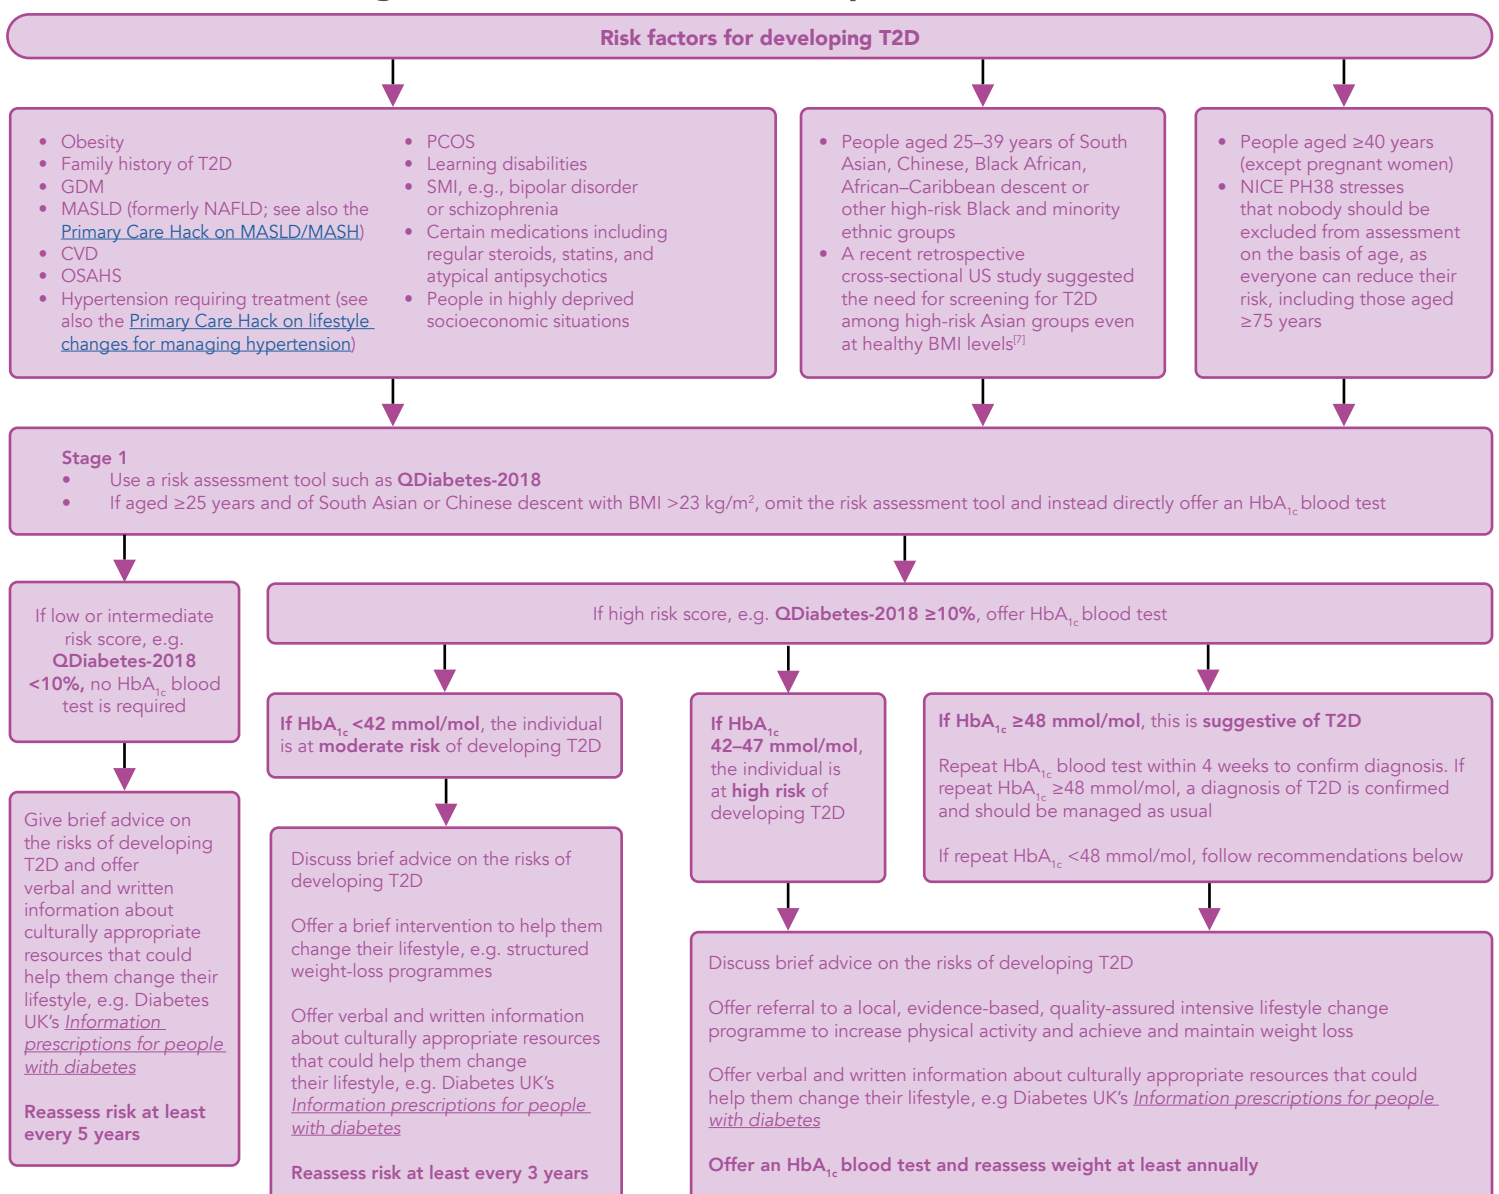 Risk factors for developing T2D
• Obesity
• Family history of T2D
• GDM
• MASLD (formerly NAFLD; see also the
Primary Care Hack on MASLD/MASH)
• CVD
• OSAHS
• Hypertension requiring treatment (see
also the Primary Care Hack on lifestyle
changes for managing hypertension)
• PCOS
• Learning disabilities
• SMI, e.g., bipolar disorder
or schizophrenia
• Certain medications including
regular steroids, statins, and
atypical antipsychotics
• People in highly deprived
socioeconomic situations
• People aged 25–39 years of South
Asian, Chinese, Black African,
African–Caribbean descent or
other high-risk Black and minority
ethnic groups
• A recent retrospective
cross-sectional US study suggested
the need for screening for T2D
among high-risk Asian groups even
at healthy BMI levels[7]
• People aged ≥40 years
(except pregnant women)
• NICE PH38 stresses
that nobody should be
excluded from assessment
on the basis of age, as
everyone can reduce their
risk, including those aged
≥75 years
Stage 1
• Use a risk assessment tool such as QDiabetes-2018
• If aged ≥25 years and of South Asian or Chinese descent with BMI >23 kg/m², omit the risk assessment tool and instead directly offer an HbA1c blood test
If low or intermediate
risk score, e.g.
QDiabetes-2018
<10%, no HbA1c blood
test is required
Give brief advice on
the risks of developing
T2D and offer
verbal and written
information about
culturally appropriate
resources that could
help them change their
lifestyle, e.g. Diabetes
UK's Information
prescriptions for people
with diabetes
Reassess risk at least
every 5 years
If high risk score, e.g. QDiabetes-2018 ≥10%, offer HbA1c blood test
If HbA1c <42 mmol/mol, the individual
is at moderate risk of developing T2D
Discuss brief advice on the risks of
developing T2D
Offer a brief intervention to help them
change their lifestyle, e.g. structured
weight-loss programmes
Offer verbal and written information
about culturally appropriate resources
that could help them change
their lifestyle, e.g. Diabetes UK's
Information prescriptions for people
with diabetes
Reassess risk at least every 3 years
If HbA1c
42–47 mmol/mol,
the individual is
at high risk of
developing T2D
If HbA1c ≥48 mmol/mol, this is suggestive of T2D
Repeat HbA1c blood test within 4 weeks to confirm diagnosis. If
repeat HbA1c ≥48 mmol/mol, a diagnosis of T2D is confirmed
and should be managed as usual
If repeat HbA1c <48 mmol/mol, follow recommendations below
Discuss brief advice on the risks of developing T2D
Offer referral to a local, evidence-based, quality-assured intensive lifestyle change
programme to increase physical activity and achieve and maintain weight loss
Offer verbal and written information about culturally appropriate resources that could
help them change their lifestyle, e.g Diabetes UK's Information prescriptions for people
with diabetes
Offer an HbA1c blood test and reassess weight at least annually